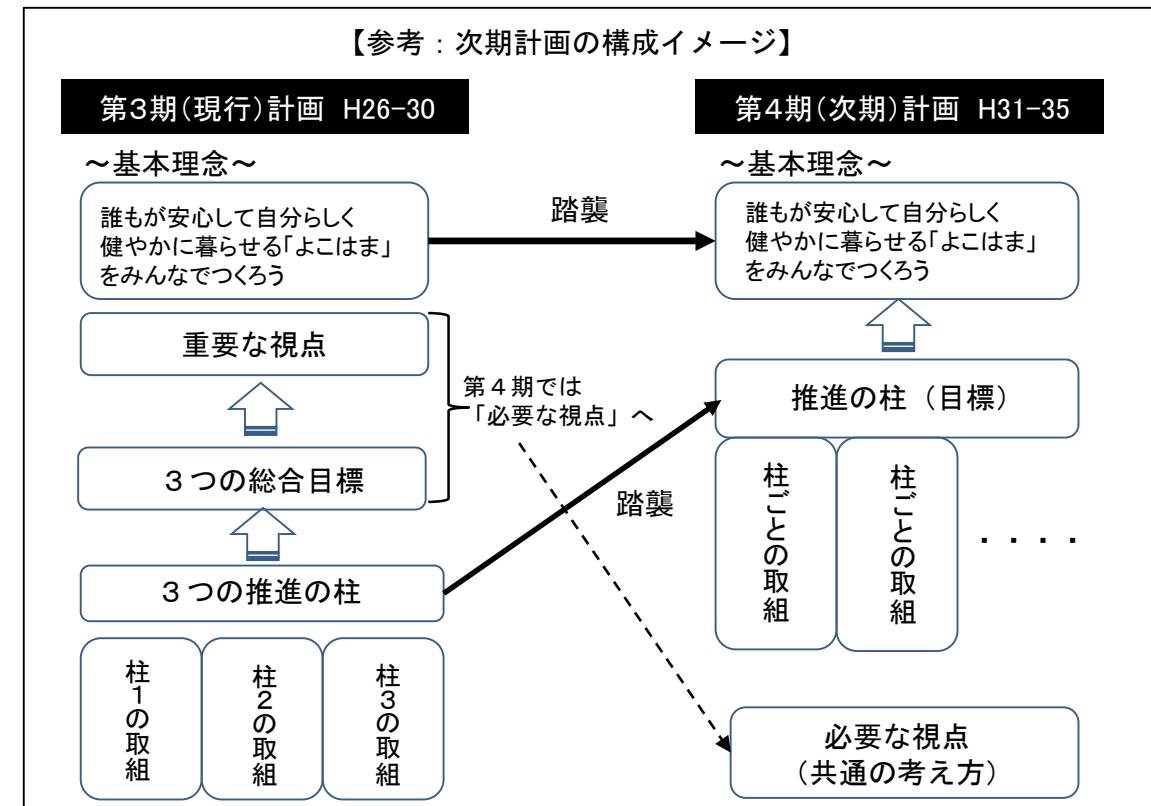 【参考：次期計画の構成イメージ】
第３期(現行)計画 H26-30
～基本理念～
誰もが安心して自分らしく
健やかに暮らせる「よこはま」
をみんなでつくろう
重要な視点
３つの総合目標
３つの推進の柱
柱１の取組
柱２の取組
柱３の取組
踏襲
第４期では
「必要な視点」へ
踏襲
第４期(次期)計画 H31-35
～基本理念～
誰もが安心して自分らしく
健やかに暮らせる「よこはま」
をみんなでつくろう
推進の柱（目標）
柱ごとの取組
柱ごとの取組
・・・・
必要な視点
（共通の考え方）